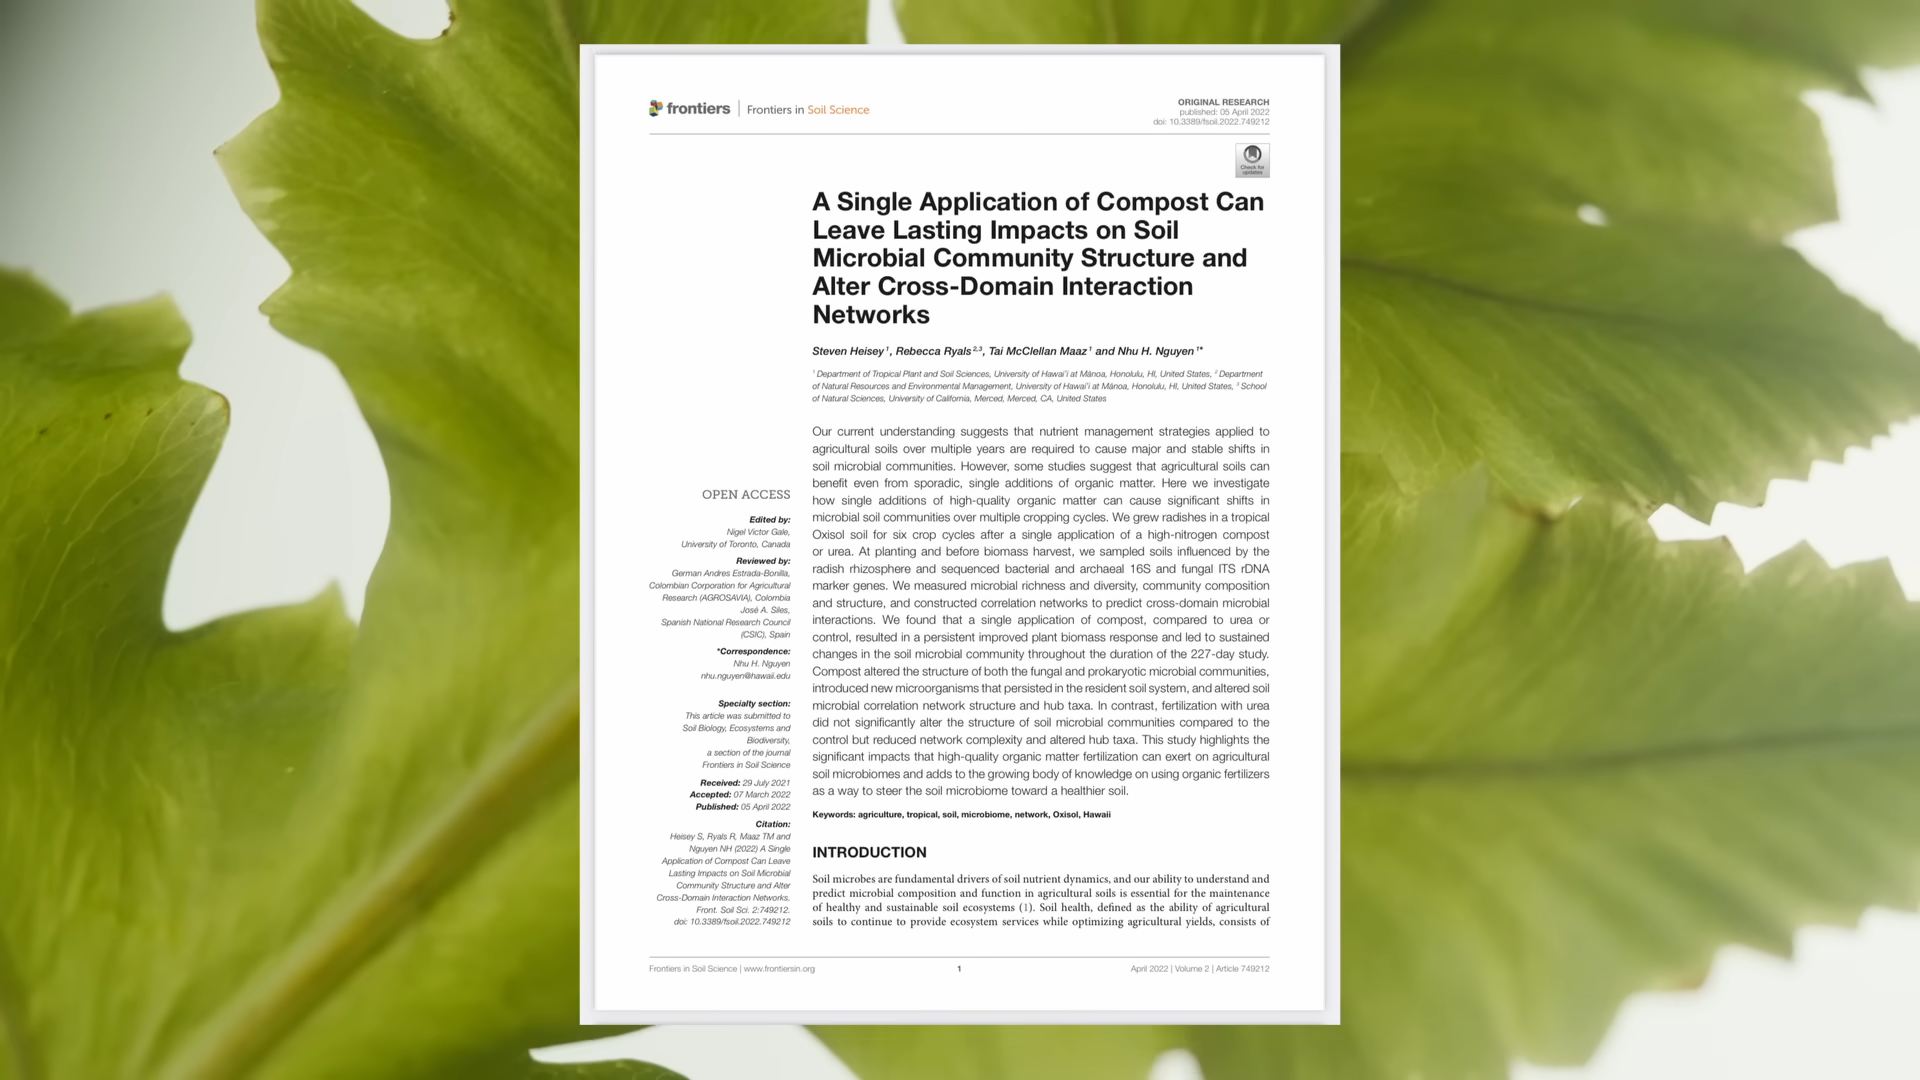 frontiers | Frontiers in Soil Science
ORIGINAL RESEARCH
published: 05 April 2022
doi: 10.3389/fsoil.2022.749212
Check for
updates
A Single Application of Compost Can
Leave Lasting Impacts on Soil
Microbial Community Structure and
Alter Cross-Domain Interaction
Networks
Steven Heisey 1, Rebecca Ryals 2,3, Tai McClellan Maaz 1 and Nhu H. Nguyen 1*
1 Department of Tropical Plant and Soil Sciences, University of Hawai'i at Mānoa, Honolulu, HI, United States, 2 Department
of Natural Resources and Environmental Management, University of Hawai'i at Mānoa, Honolulu, HI, United States, 3 School
of Natural Sciences, University of California, Merced, Merced, CA, United States
OPEN ACCESS
Edited by:
Nigel Victor Gale,
University of Toronto, Canada
Reviewed by:
German Andres Estrada-Bonilla,
Colombian Corporation for Agricultural
Research (AGROSAVIA), Colombia
José A. Siles,
Spanish National Research Council
(CSIC), Spain
*Correspondence:
Nhu H. Nguyen
nhu.nguyen@hawaii.edu
Specialty section:
This article was submitted to
Soil Biology, Ecosystems and
Biodiversity,
a section of the journal
Frontiers in Soil Science
Received: 29 July 2021
Accepted: 07 March 2022
Published: 05 April 2022
Citation:
Heisey S, Ryals R, Maaz TM and
Nguyen NH (2022) A Single
Application of Compost Can Leave
Lasting Impacts on Soil Microbial
Community Structure and Alter
Cross-Domain Interaction Networks.
Front. Soil Sci. 2:749212.
doi: 10.3389/fsoil.2022.749212
Our current understanding suggests that nutrient management strategies applied to
agricultural soils over multiple years are required to cause major and stable shifts in
soil microbial communities. However, some studies suggest that agricultural soils can
benefit even from sporadic, single additions of organic matter. Here we investigate
how single additions of high-quality organic matter can cause significant shifts in
microbial soil communities over multiple cropping cycles. We grew radishes in a tropical
Oxisol soil for six crop cycles after a single application of a high-nitrogen compost
or urea. At planting and before biomass harvest, we sampled soils influenced by the
radish rhizosphere and sequenced bacterial and archaeal 16S and fungal ITS rDNA
marker genes. We measured microbial richness and diversity, community composition
and structure, and constructed correlation networks to predict cross-domain microbial
interactions. We found that a single application of compost, compared to urea or
control, resulted in a persistent improved plant biomass response and led to sustained
changes in the soil microbial community throughout the duration of the 227-day study.
Compost altered the structure of both the fungal and prokaryotic microbial communities,
introduced new microorganisms that persisted in the resident soil system, and altered soil
microbial correlation network structure and hub taxa. In contrast, fertilization with urea
did not significantly alter the structure of soil microbial communities compared to the
control but reduced network complexity and altered hub taxa. This study highlights the
significant impacts that high-quality organic matter fertilization can exert on agricultural
soil microbiomes and adds to the growing body of knowledge on using organic fertilizers
as a way to steer the soil microbiome toward a healthier soil.
Keywords: agriculture, tropical, soil, microbiome, network, Oxisol, Hawaii
INTRODUCTION
Soil microbes are fundamental drivers of soil nutrient dynamics, and our ability to understand and
predict microbial composition and function in agricultural soils is essential for the maintenance
of healthy and sustainable soil ecosystems (1). Soil health, defined as the ability of agricultural
soils to continue to provide ecosystem services while optimizing agricultural yields, consists of
Frontiers in Soil Science | www.frontiersin.org
1
April 2022 | Volume 2 | Article 749212